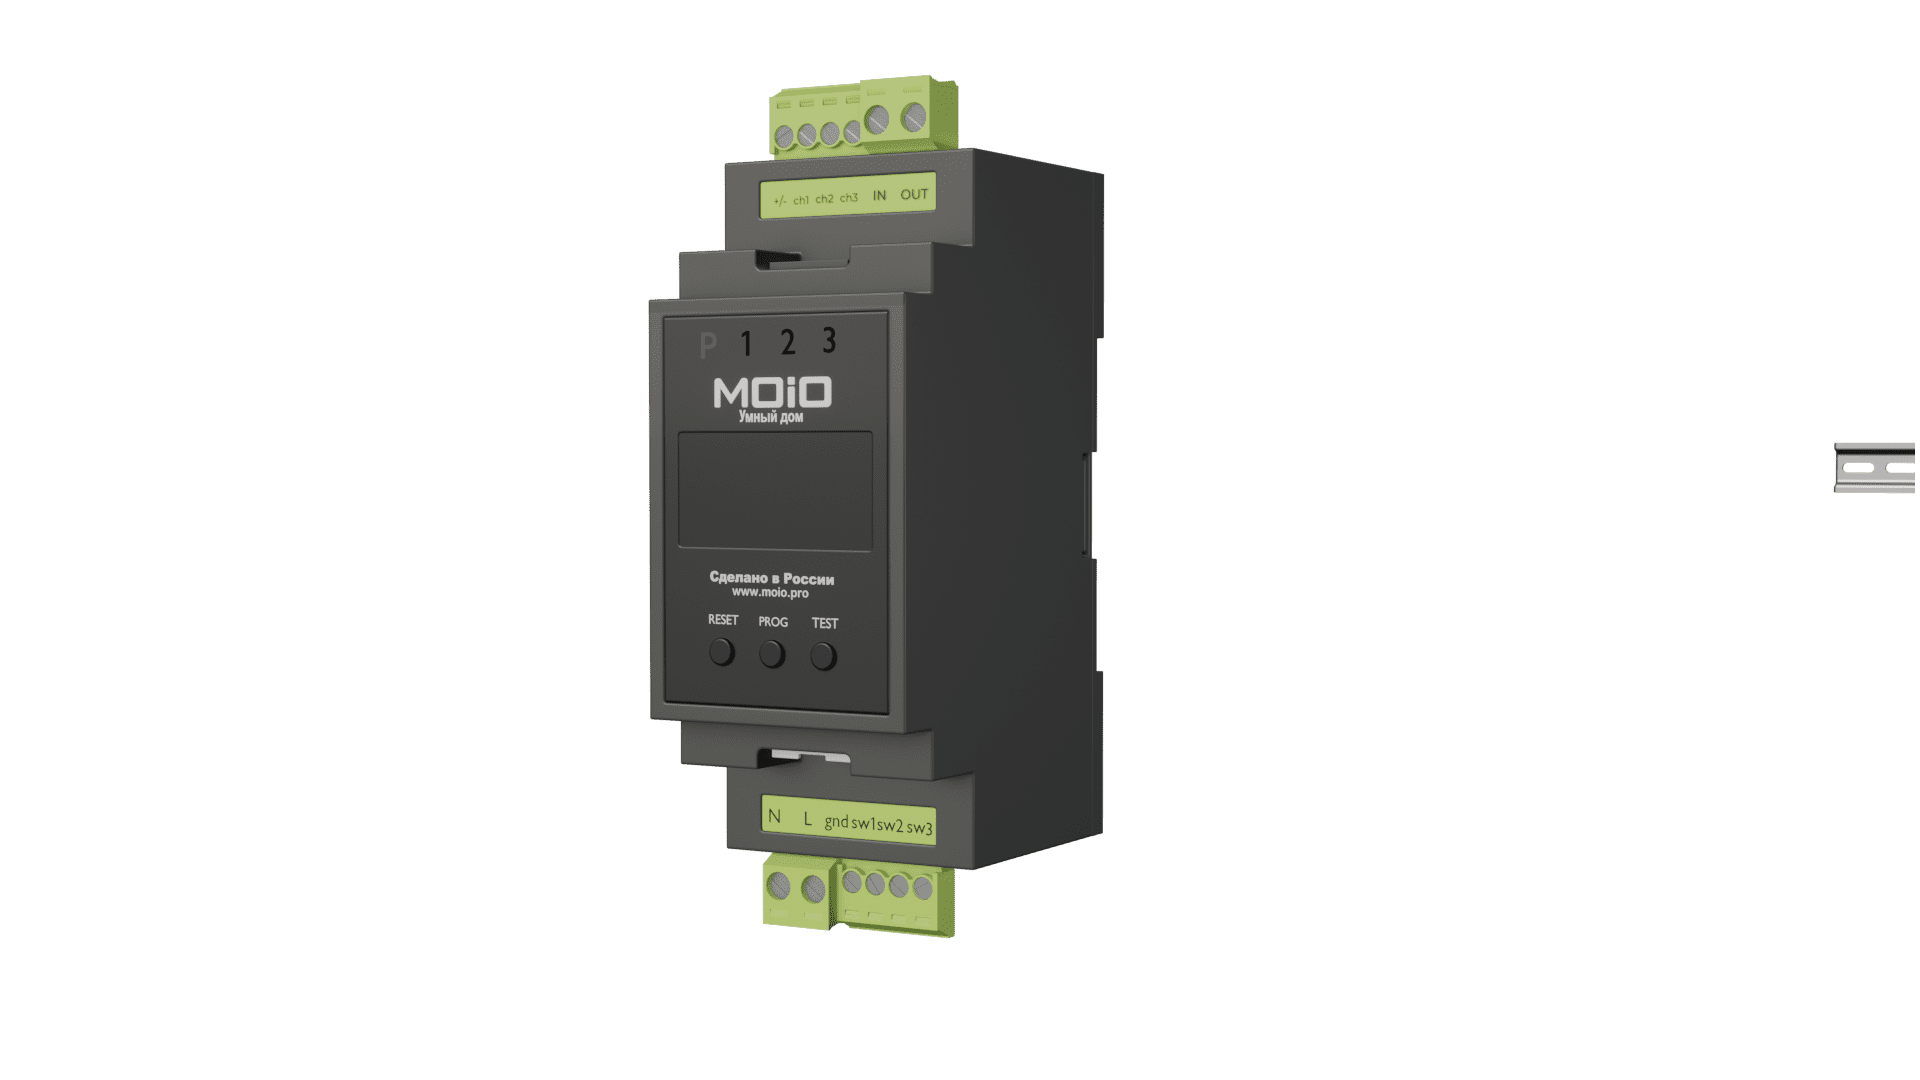 +/- ch1 ch2 ch3 IN OUT
P 1 2 3
MOiO
Умный дом
Сделано в России
www.moio.pro
RESET PROG TEST
N L gnd sw1 sw2 sw3